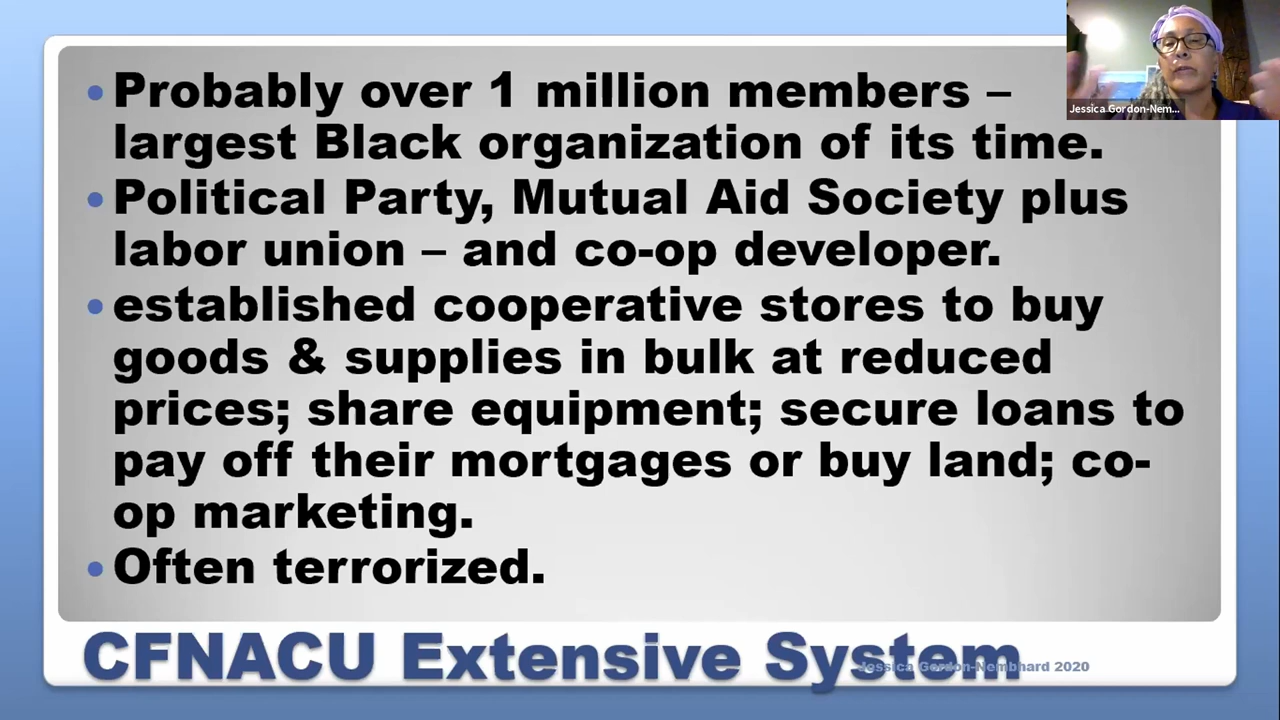 Probably over 1 million members –
largest Black organization of its time.
Political Party, Mutual Aid Society plus
labor union – and co-op developer.
established cooperative stores to buy
goods & supplies in bulk at reduced
prices; share equipment; secure loans to
pay off their mortgages or buy land; co-
op marketing.
Often terrorized.
CFNACU Extensive System
Jessica Gordon-Nembhard 2020
Jessica Gordon-Nem...